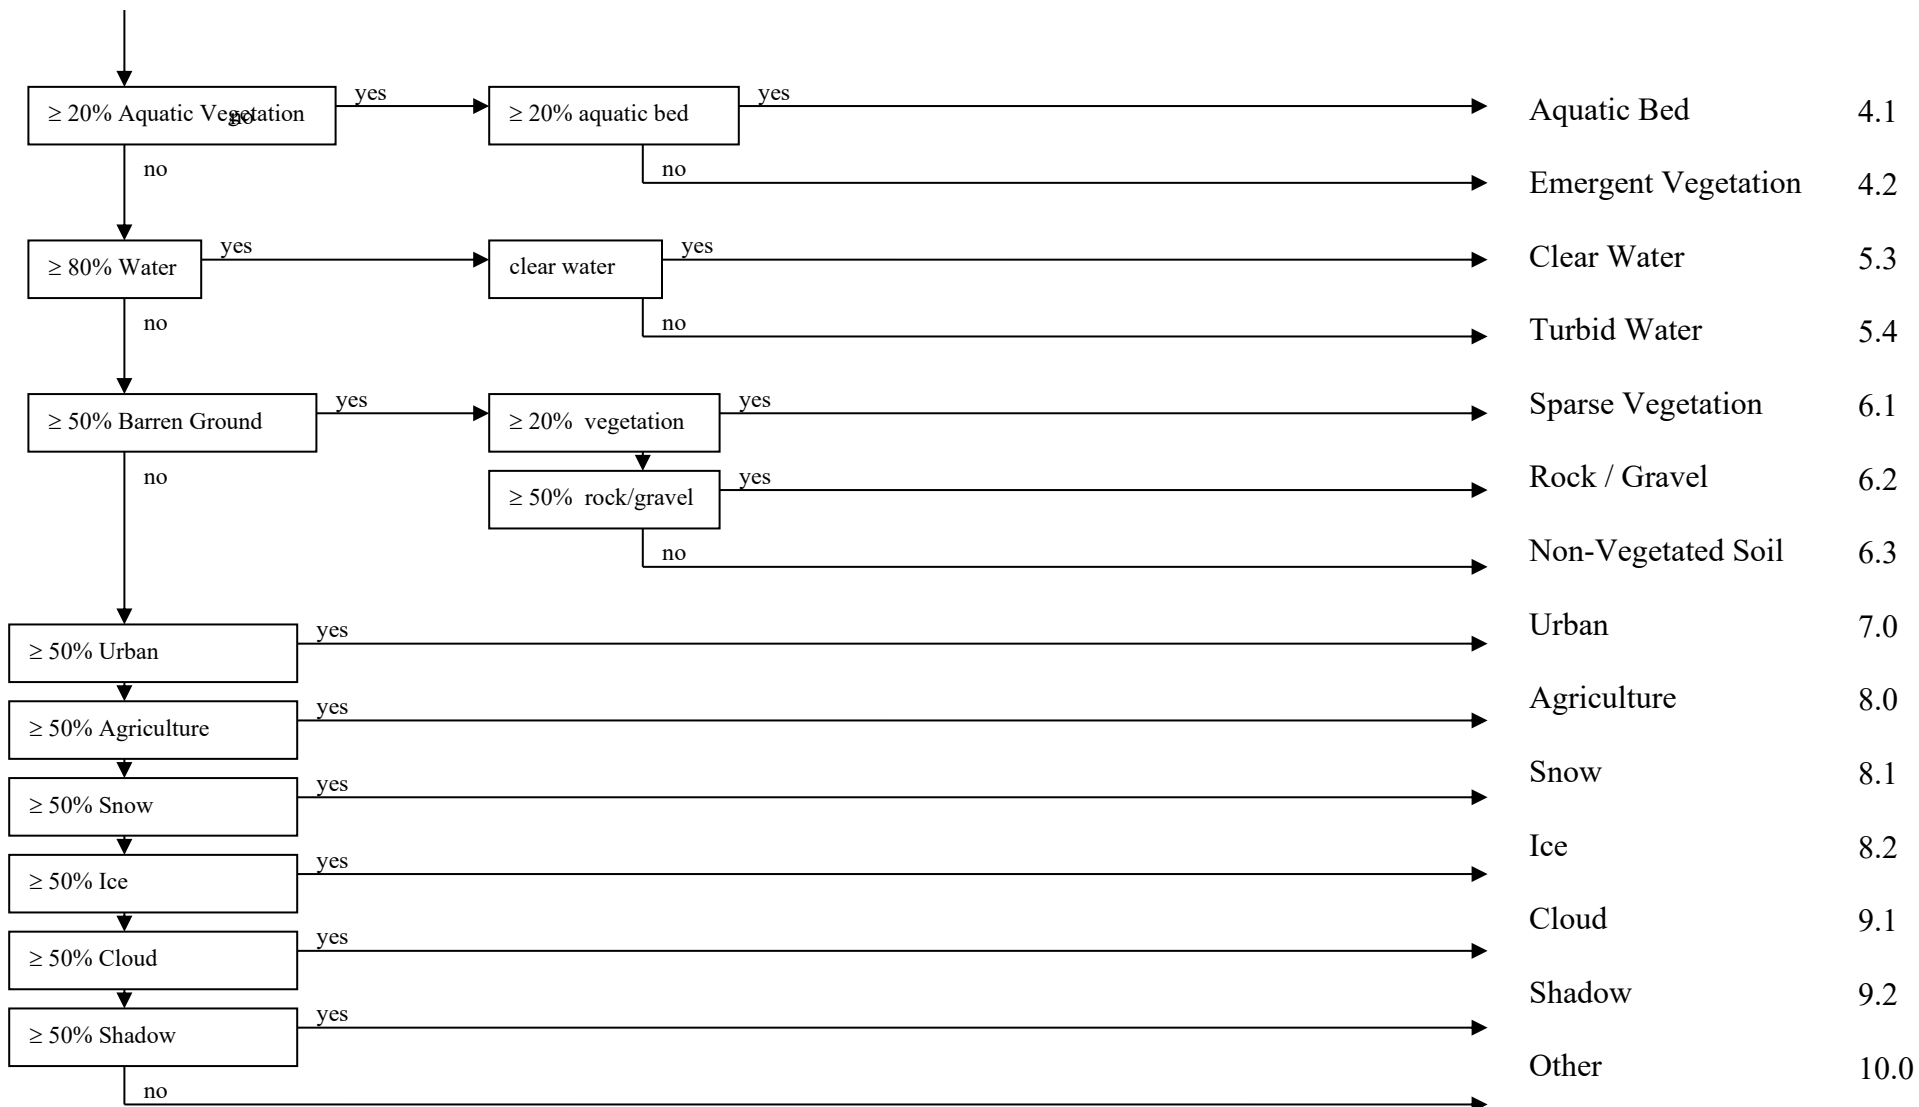 yes
yes
≥ 20% Aquatic Vegetation
no
≥ 20% aquatic bed
Aquatic Bed 4.1
no
no
Emergent Vegetation 4.2
yes
yes
≥ 80% Water
clear water
Clear Water 5.3
no
no
Turbid Water 5.4
yes
yes
≥ 50% Barren Ground
≥ 20% vegetation
Sparse Vegetation 6.1
no
yes
≥ 50% rock/gravel
Rock / Gravel 6.2
no
Non-Vegetated Soil 6.3
yes
≥ 50% Urban
Urban 7.0
yes
≥ 50% Agriculture
Agriculture 8.0
yes
≥ 50% Snow
Snow 8.1
yes
≥ 50% Ice
Ice 8.2
yes
≥ 50% Cloud
Cloud 9.1
yes
≥ 50% Shadow
Shadow 9.2
no
Other 10.0